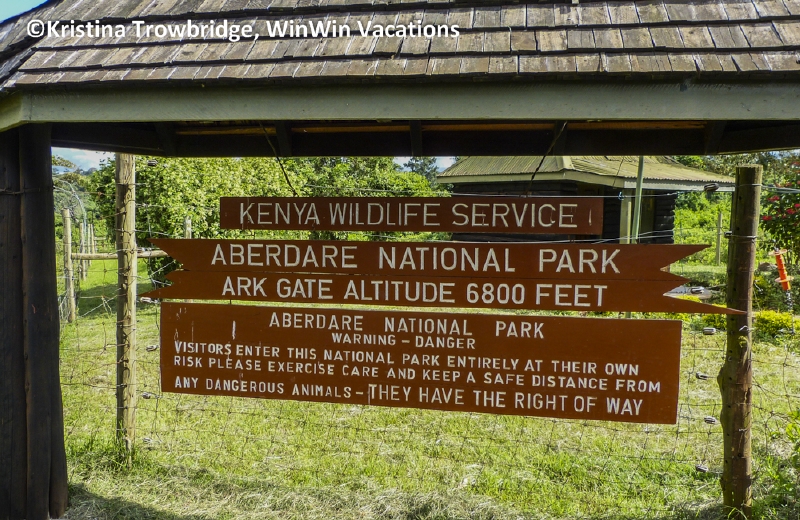 ©Kristina Trowbridge, WinWin Vacations
KENYA WILDLIFE SERVICE
ABERDARE NATIONAL PARK
ARK GATE ALTITUDE 6800 FEET
ABERDARE NATIONAL PARK
WARNING - DANGER
VISITORS ENTER THIS NATIONAL PARK ENTIRELY AT THEIR OWN
RISK PLEASE EXERCISE CARE AND KEEP A SAFE DISTANCE FROM
ANY DANGEROUS ANIMALS - THEY HAVE THE RIGHT OF WAY